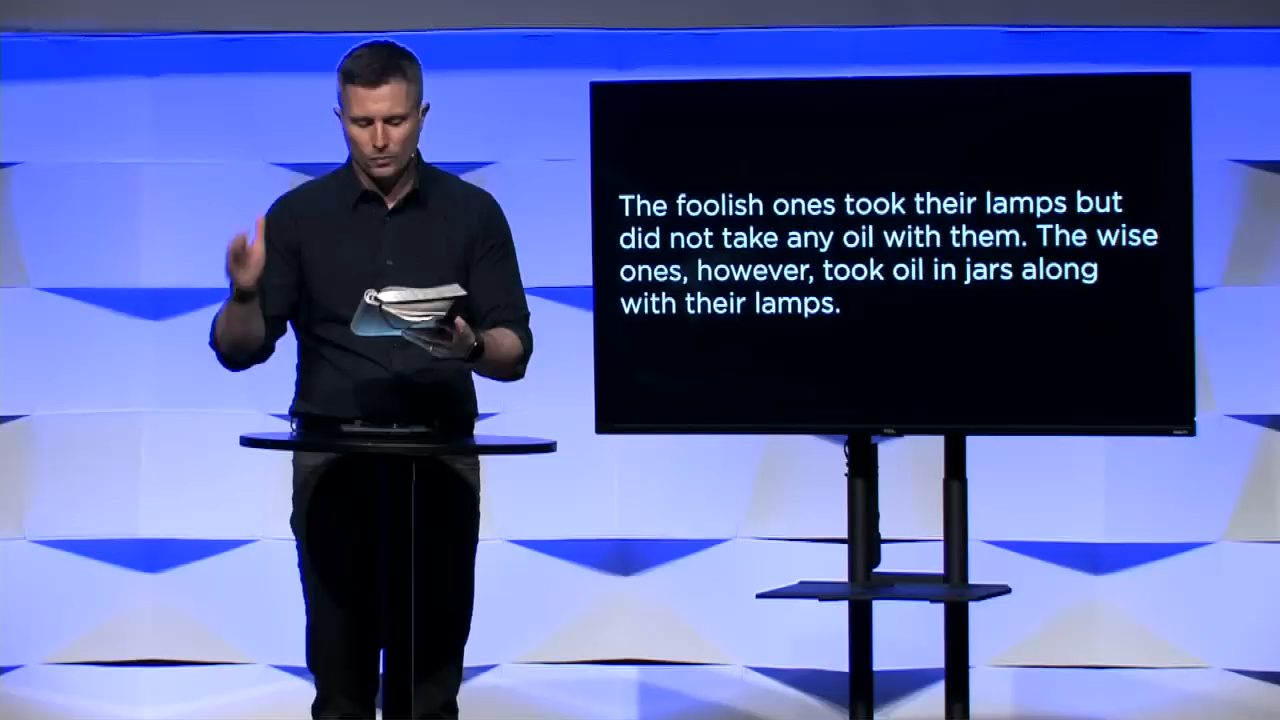 The foolish ones took their lamps but
did not take any oil with them. The wise
ones, however, took oil in jars along
with their lamps.
TCL